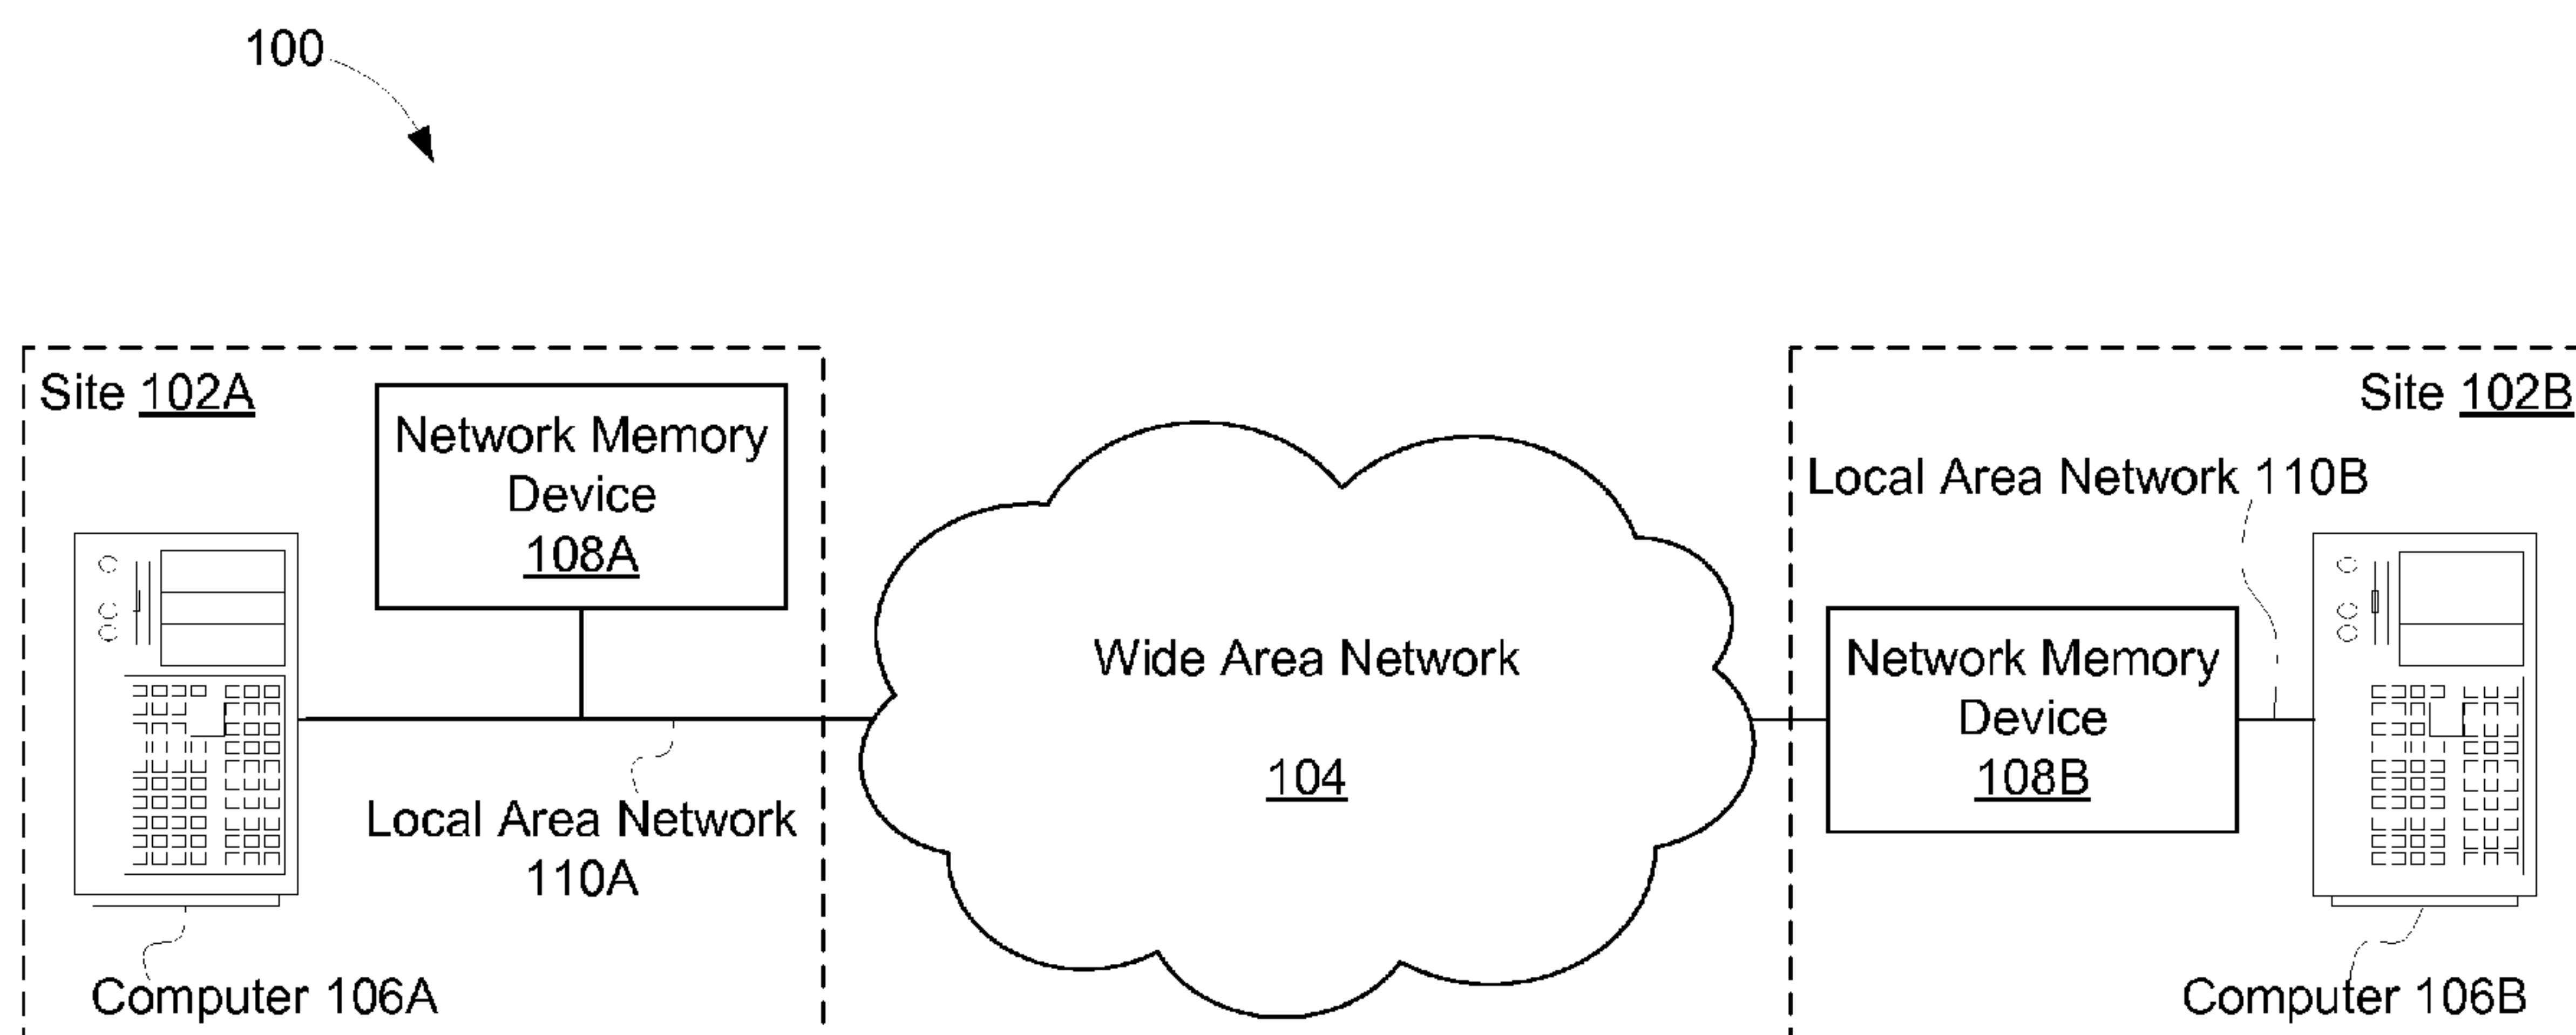 100
Site 102A
Network Memory
Device
108A
Local Area Network
110A
Computer 106A
Wide Area Network
104
Site 102B
Local Area Network 110B
Network Memory
Device
108B
Computer 106B